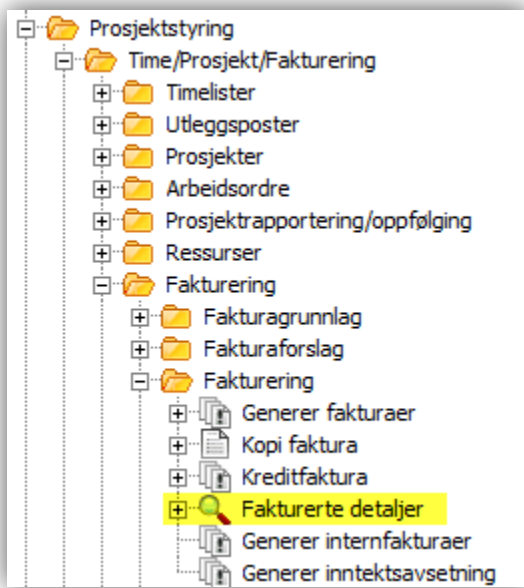 Prosjektstyring
Time/Prosjekt/Fakturering
Timelister
Utleggsposter
Prosjekter
Arbeidsordre
Prosjektrapportering/oppfølging
Ressurser
Fakturering
Fakturagrunnlag
Fakturaforslag
Fakturering
Generer fakturaer
Kopi faktura
Kreditfaktura
Fakturerte detaljer
Generer internfakturaer
Generer inntektsavsetning